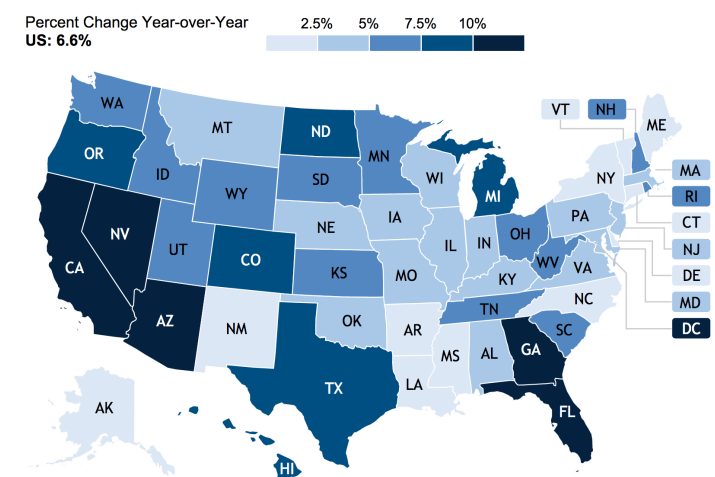 Percent Change Year-over-Year
US: 6.6%
2.5% 5% 7.5% 10%
WA
MT
ND
MN
VT NH
ME
OR
ID
WY
SD
WI
MI
NY
MA
RI
CT
NJ
DE
MD
DC
NV
UT
CO
NE
IA
IL
IN
OH
PA
CA
KS
MO
KY
WV
VA
AZ
NM
OK
AR
TN
NC
SC
TX
LA
MS
AL
GA
FL
AK
HI